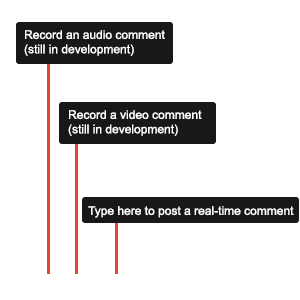 Record an audio comment
(still in development)
Record a video comment
(still in development)
Type here to post a real-time comment